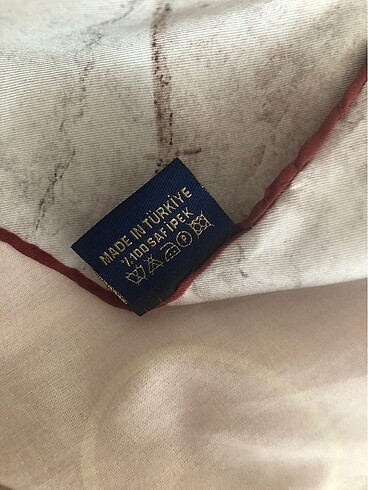 MADE IN TÜRKİYE
%100 SAF İPEK